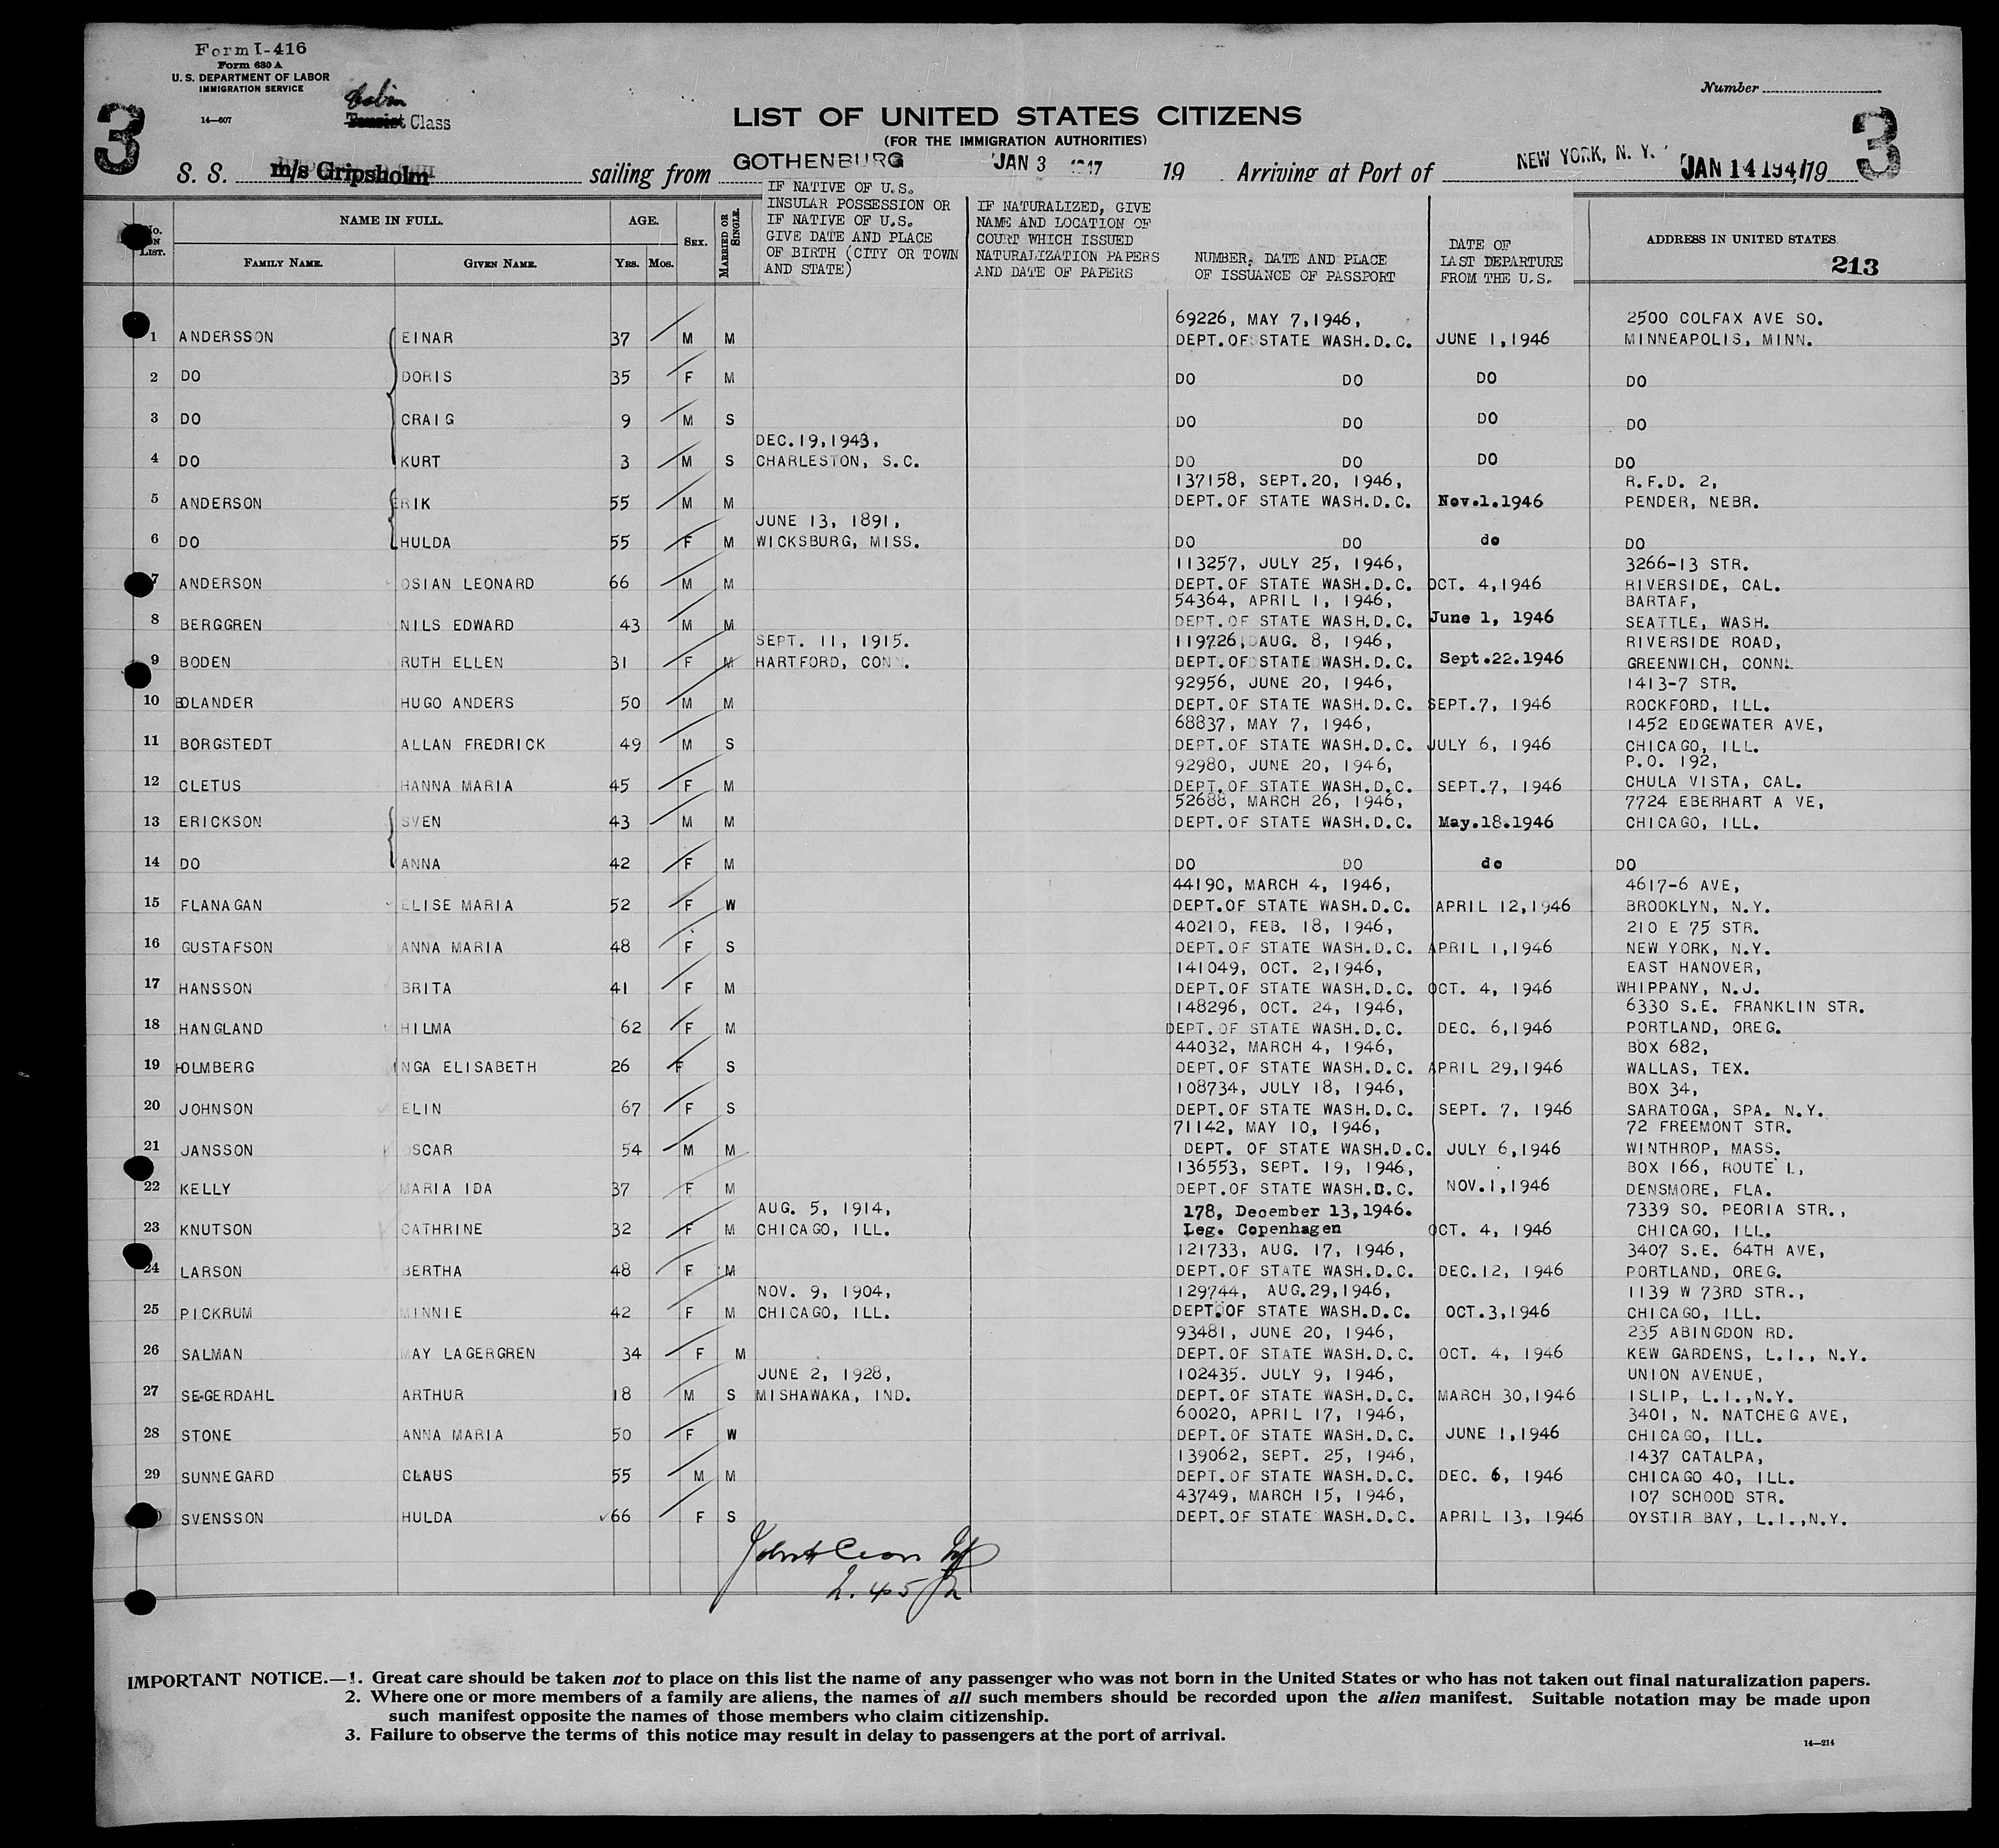 Form I-416
Form 630 A
U. S. DEPARTMENT OF LABOR
IMMIGRATION SERVICE
14—607
Cabin
Tourist Class
Number
3
3
LIST OF UNITED STATES CITIZENS
(FOR THE IMMIGRATION AUTHORITIES)
S. S. m/s Gripsholm sailing from GOTHENBURG JAN 3 1947 19 Arriving at Port of NEW YORK, N. Y. JAN 14 1947 19
No. on List. NAME IN FULL. FAMILY NAME. GIVEN NAME. AGE. YRS. MOS. SEX. MARRIED OR SINGLE. IF NATIVE OF U.S. INSULAR POSSESSION OR IF NATIVE OF U.S. GIVE DATE AND PLACE OF BIRTH (CITY OR TOWN AND STATE) IF NATURALIZED, GIVE NAME AND LOCATION OF COURT WHICH ISSUED NATURALIZATION PAPERS AND DATE OF PAPERS NUMBER, DATE AND PLACE OF ISSUANCE OF PASSPORT DATE OF LAST DEPARTURE FROM THE U.S. ADDRESS IN UNITED STATES
213
69226, MAY 7,1946, 2500 COLFAX AVE SO.
1 ANDERSSON EINAR 37 M M DEPT.OF STATE WASH.D.C. JUNE 1,1946 MINNEAPOLIS, MINN.
2 DO DORIS 35 F M DO DO DO DO
3 DO CRAIG 9 M S DO DO DO DO
DEC.19,1943,
4 DO KURT 3 M S CHARLESTON, S.C. DO DO DO DO
137158, SEPT.20, 1946, R.F.D. 2,
5 ANDERSON ERIK 55 M M DEPT.OF STATE WASH.D.C. Nov.1.1946 PENDER, NEBR.
JUNE 13, 1891,
6 DO HULDA 55 F M WICKSBURG, MISS. DO DO do DO
113257, JULY 25, 1946, 3266-13 STR.
7 ANDERSON OSIAN LEONARD 66 M M DEPT.OF STATE WASH.D.C. OCT. 4,1946 RIVERSIDE, CAL.
54364, APRIL 1, 1946, BARTAF,
8 BERGGREN NILS EDWARD 43 M M DEPT.OF STATE WASH.D.C. June 1, 1946 SEATTLE, WASH.
SEPT. 11, 1915. 119726, AUG. 8, 1946, RIVERSIDE ROAD,
9 BODEN RUTH ELLEN 31 F M HARTFORD, CONN. DEPT.OF STATE WASH.D.C. Sept.22.1946 GREENWICH, CONN.
92956, JUNE 20, 1946, 1413-7 STR.
10 BOLANDER HUGO ANDERS 50 M M DEPT.OF STATE WASH.D.C. SEPT.7, 1946 ROCKFORD, ILL.
68837, MAY 7, 1946, 1452 EDGEWATER AVE,
11 BORGSTEDT ALLAN FREDRICK 49 M S DEPT.OF STATE WASH.D.C. JULY 6, 1946 CHICAGO, ILL.
92980, JUNE 20, 1946, P.O. 192,
12 CLETUS HANNA MARIA 45 F M DEPT.OF STATE WASH.D.C. SEPT.7, 1946 CHULA VISTA, CAL.
52688, MARCH 26, 1946, 7724 EBERHART A VE,
13 ERICKSON SVEN 43 M M DEPT.OF STATE WASH.D.C. May.18.1946 CHICAGO, ILL.
14 DO ANNA 42 F M DO DO do DO
44190, MARCH 4, 1946, 4617-6 AVE,
15 FLANAGAN ELISE MARIA 52 F W DEPT.OF STATE WASH.D.C. APRIL 12,1946 BROOKLYN, N.Y.
40210, FEB. 18, 1946, 210 E 75 STR.
16 GUSTAFSON ANNA MARIA 48 F S DEPT.OF STATE WASH.D.C. APRIL 1,1946 NEW YORK, N.Y.
141049, OCT. 2,1946, EAST HANOVER,
17 HANSSON BRITA 41 F M DEPT.OF STATE WASH.D.C. OCT. 4, 1946 WHIPPANY, N.J.
148296, OCT. 24, 1946, 6330 S.E. FRANKLIN STR.
18 HANGLAND HILMA 62 F M DEPT.OF STATE WASH.D.C. DEC. 6,1946 PORTLAND, OREG.
44032, MARCH 4, 1946, BOX 682,
19 HOLMBERG INGA ELISABETH 26 F S DEPT.OF STATE WASH.D.C. APRIL 29,1946 WALLAS, TEX.
108734, JULY 18, 1946, BOX 34,
20 JOHNSON ELIN 67 F S DEPT.OF STATE WASH.D.C. SEPT. 7, 1946 SARATOGA, SPA. N.Y.
71142, MAY 10, 1946, 72 FREEMONT STR.
21 JANSSON OSCAR 54 M M DEPT. OF STATE WASH.D.C. JULY 6,1946 WINTHROP, MASS.
136553, SEPT. 19, 1946, BOX 166, ROUTE 1,
22 KELLY MARIA IDA 37 F M DEPT.OF STATE WASH.D.C. NOV.1,1946 DENSMORE, FLA.
AUG. 5, 1914, 178, December 13,1946. 7339 SO. PEORIA STR.,
23 KNUTSON CATHRINE 32 F M CHICAGO, ILL. Leg. Copenhagen OCT. 4, 1946 CHICAGO, ILL.
121733, AUG. 17, 1946, 3407 S.E. 64TH AVE,
24 LARSON BERTHA 48 F M DEPT.OF STATE WASH.D.C. DEC.12, 1946 PORTLAND, OREG.
NOV. 9, 1904, 129744, AUG.29,1946, 1139 W 73RD STR.,
25 PICKRUM MINNIE 42 F M CHICAGO, ILL. DEPT.OF STATE WASH.D.C. OCT.3,1946 CHICAGO, ILL.
93481, JUNE 20, 1946, 235 ABINGDON RD.
26 SALMAN MAY LAGERGREN 34 F M DEPT.OF STATE WASH.D.C. OCT. 4, 1946 KEW GARDENS, L.I., N.Y.
JUNE 2, 1928, 102435. JULY 9, 1946, UNION AVENUE,
27 SEGERDAHL ARTHUR 18 M S MISHAWAKA, IND. DEPT.OF STATE WASH.D.C. MARCH 30,1946 ISLIP, L.I.,N.Y.
60020, APRIL 17, 1946, 3401, N. NATCHEG AVE,
28 STONE ANNA MARIA 50 F W DEPT.OF STATE WASH.D.C. JUNE 1,1946 CHICAGO, ILL.
139062, SEPT. 25, 1946, 1437 CATALPA,
29 SUNNEGARD CLAUS 55 M M DEPT.OF STATE WASH.D.C. DEC. 6, 1946 CHICAGO 40, ILL.
43749, MARCH 15, 1946, 107 SCHOOL STR.
SVENSSON HULDA 66 F S DEPT.OF STATE WASH.D.C. APRIL 13, 1946 OYSTIR BAY, L.I.,N.Y.
IMPORTANT NOTICE.—1. Great care should be taken not to place on this list the name of any passenger who was not born in the United States or who has not taken out final naturalization papers.
2. Where one or more members of a family are aliens, the names of all such members should be recorded upon the alien manifest. Suitable notation may be made upon
such manifest opposite the names of those members who claim citizenship.
3. Failure to observe the terms of this notice may result in delay to passengers at the port of arrival.
14—214